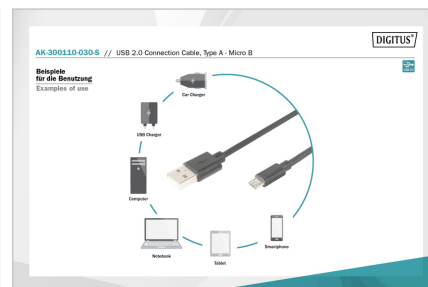 DIGITUS®
AK-300110-030-S // USB 2.0 Connection Cable, Type A - Micro B
Beispiele
für die Benutzung
Examples of use
Car Charger
USB Charger
Computer
Notebook
Tablet
Smartphone